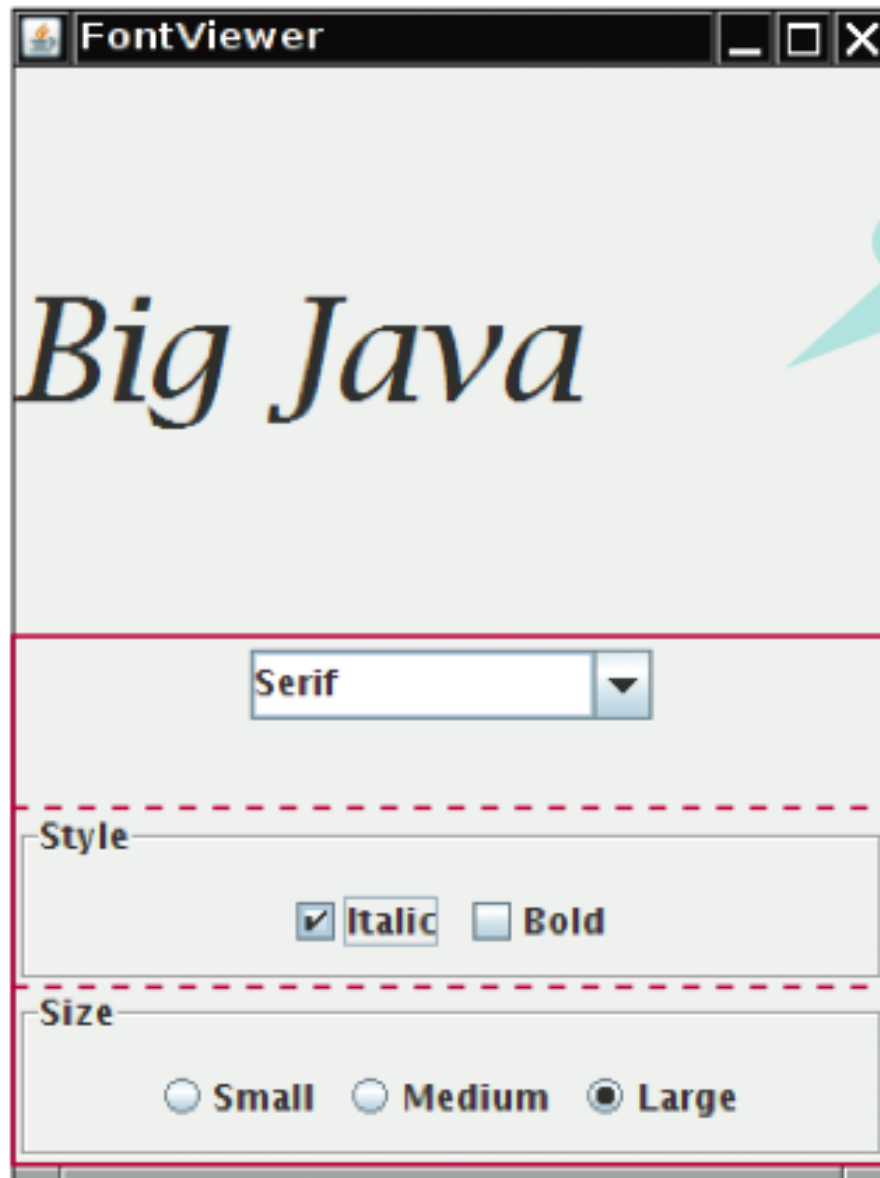 FontViewer
Big Java
Serif
Style
Italic Bold
Size
Small Medium Large